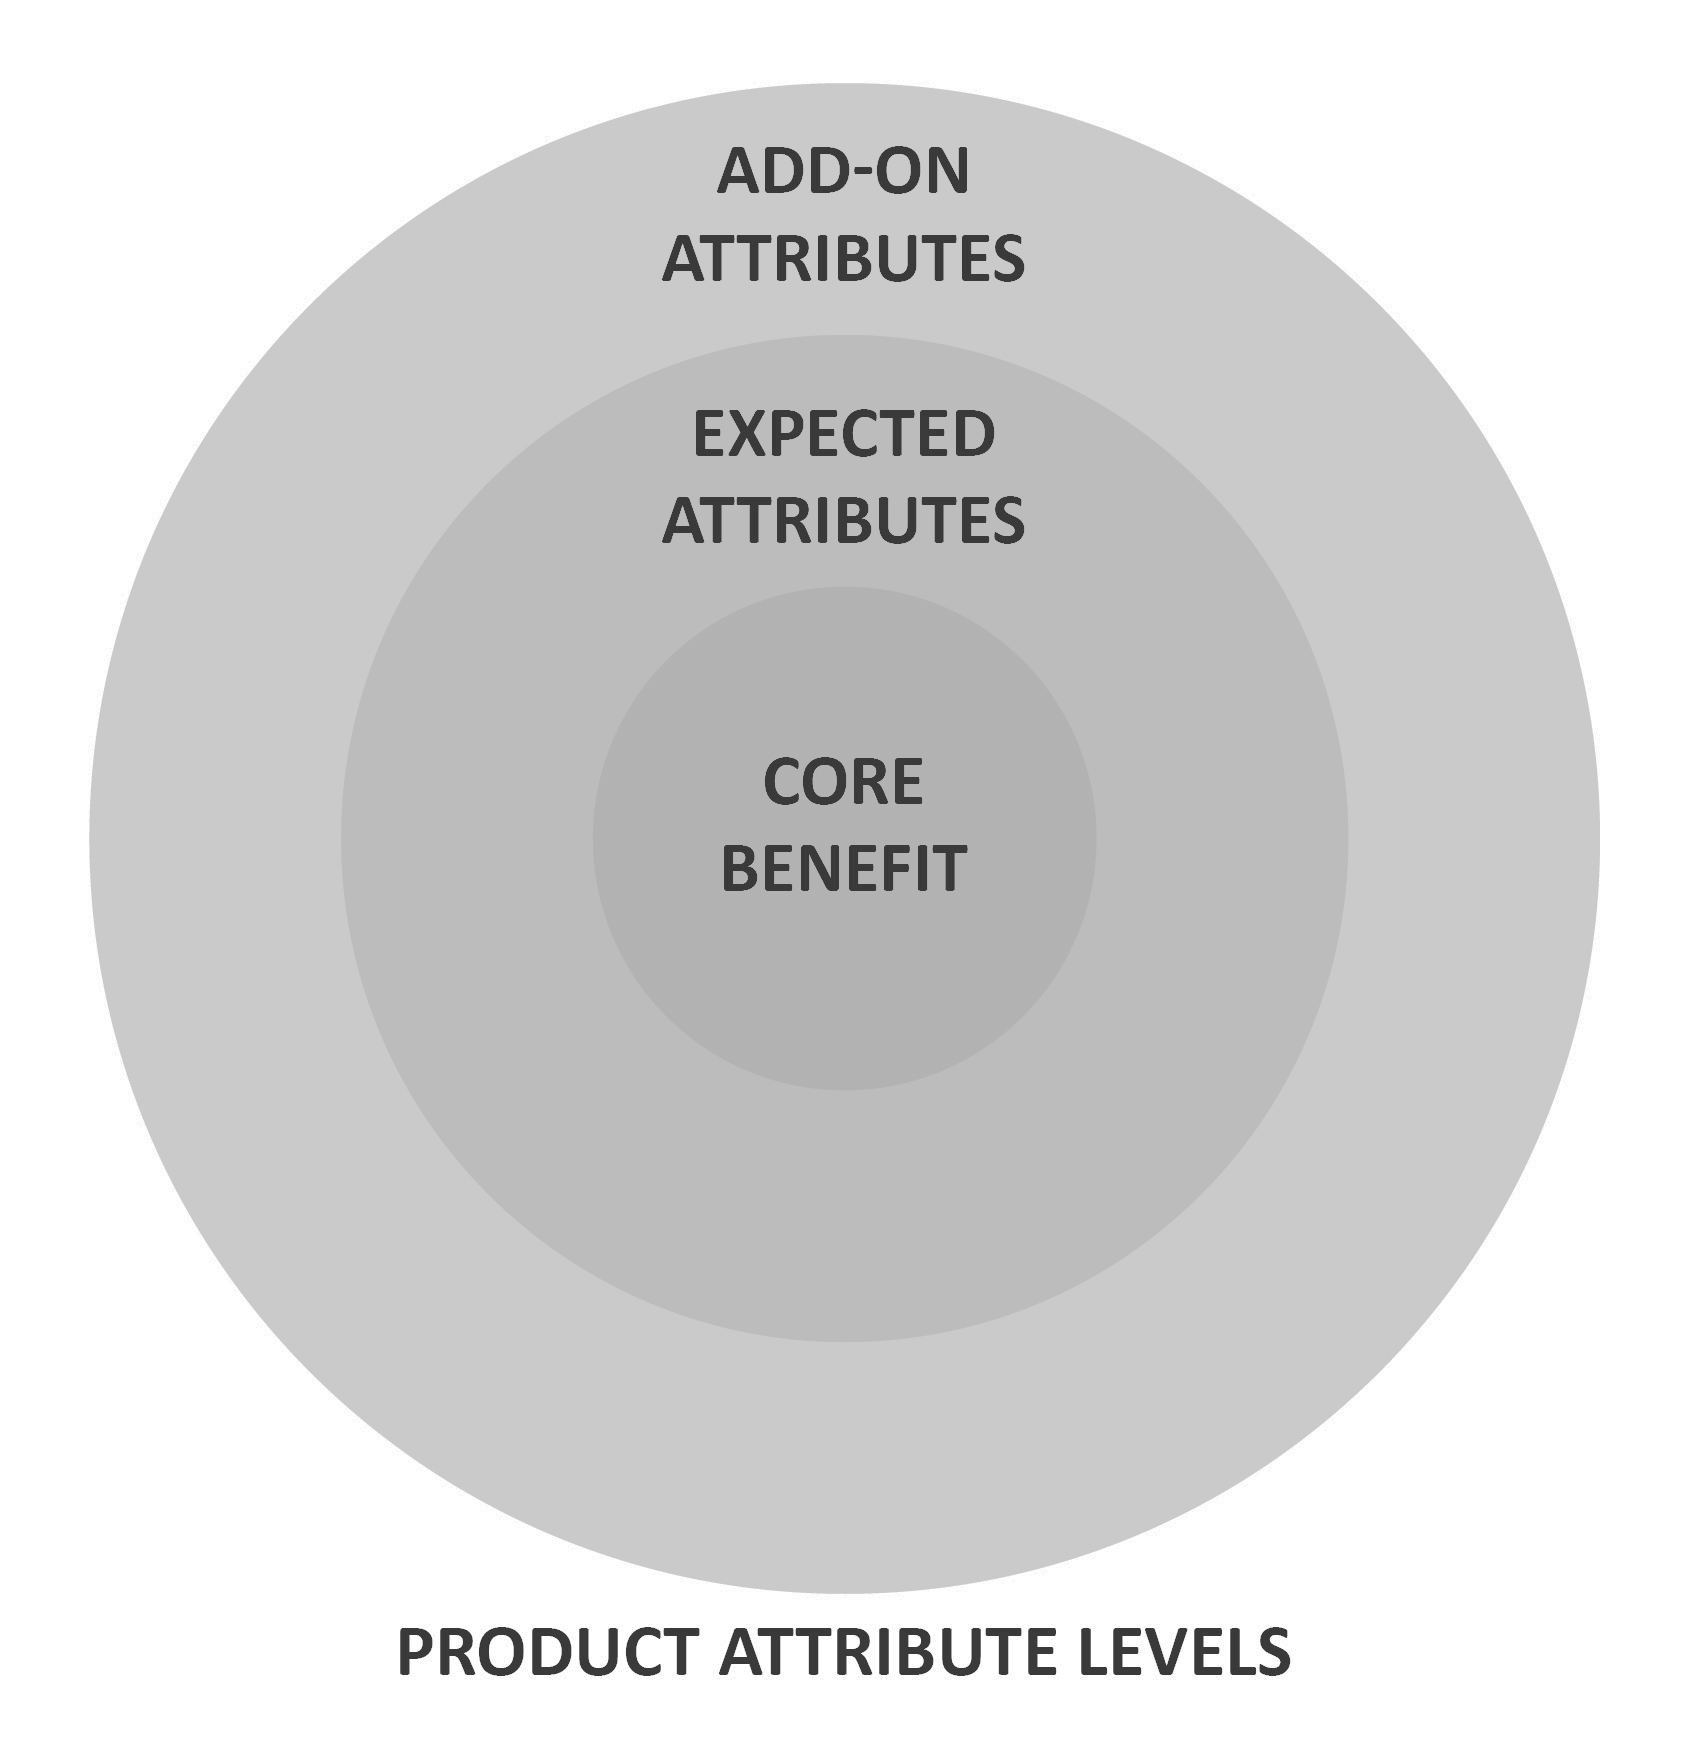 ADD-ON
ATTRIBUTES
EXPECTED
ATTRIBUTES
CORE
BENEFIT
PRODUCT ATTRIBUTE LEVELS